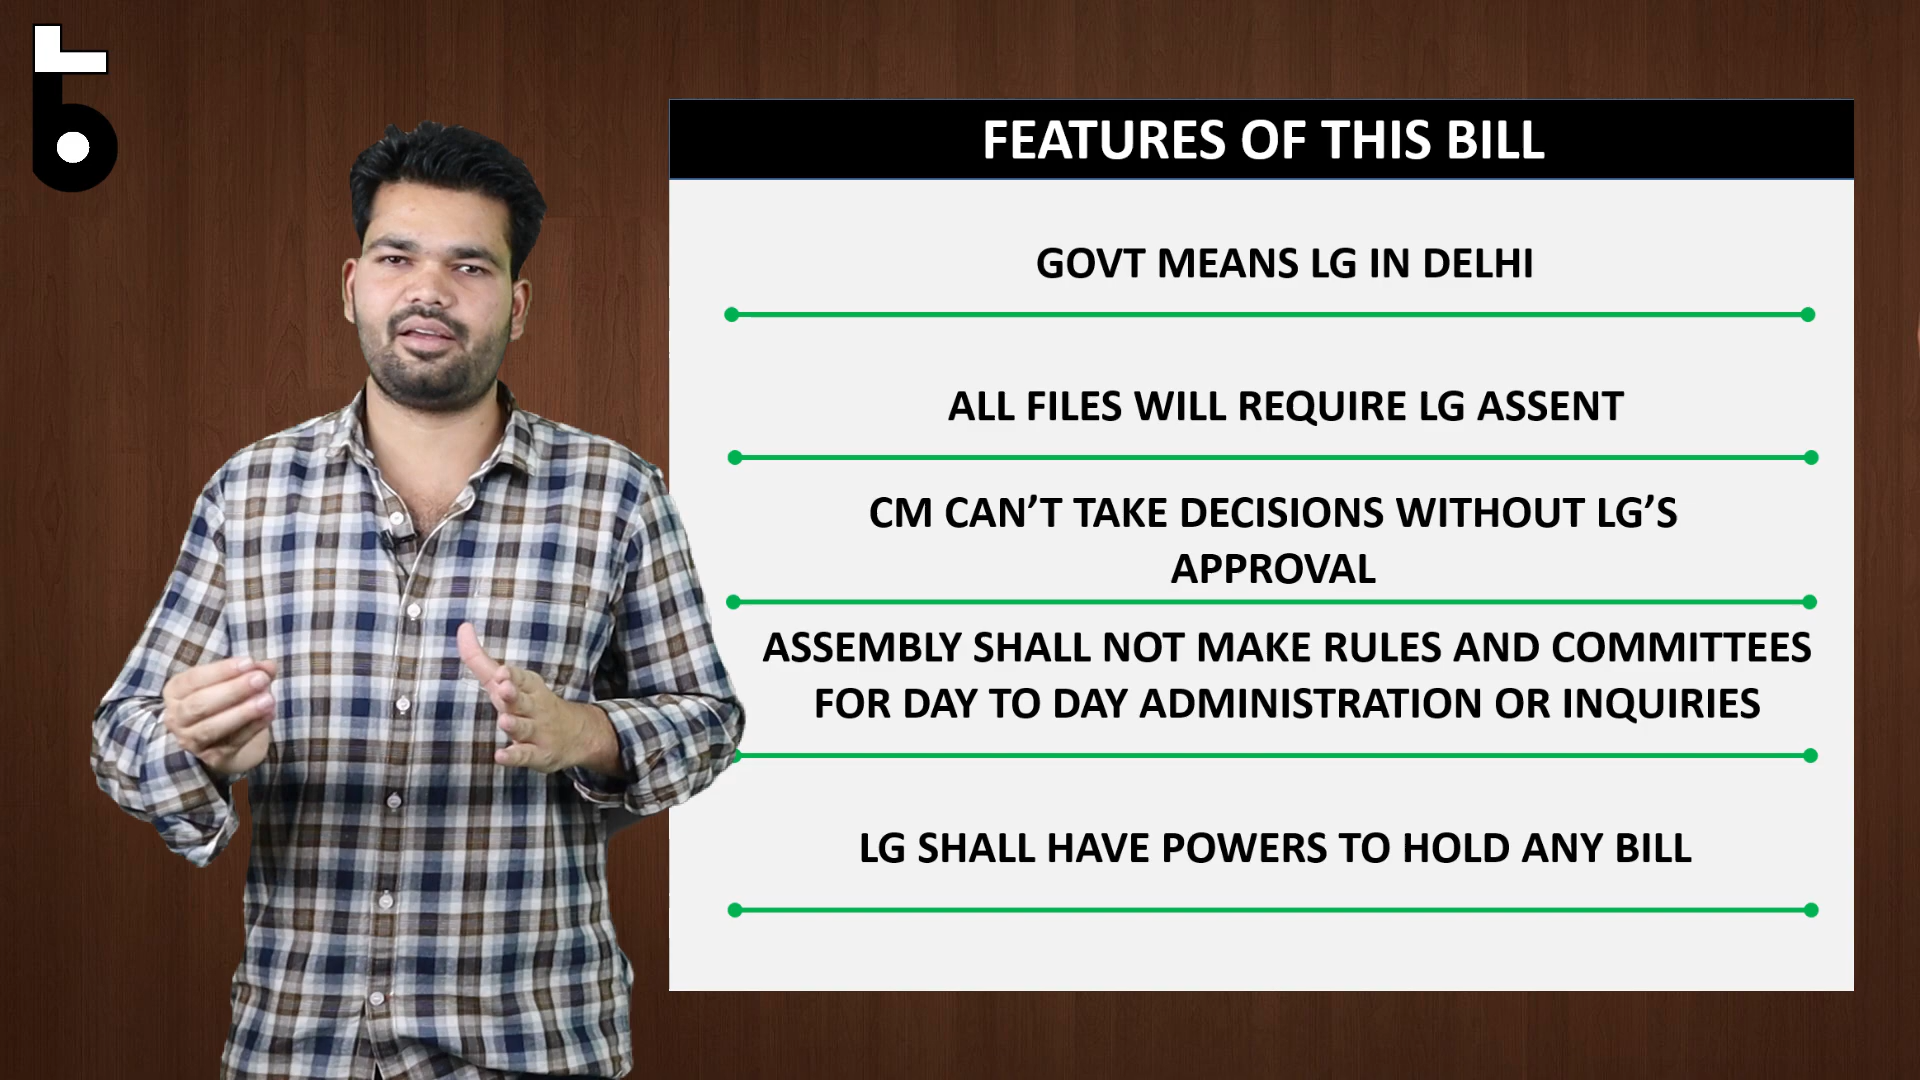 FEATURES OF THIS BILL
GOVT MEANS LG IN DELHI
ALL FILES WILL REQUIRE LG ASSENT
CM CAN’T TAKE DECISIONS WITHOUT LG’S
APPROVAL
ASSEMBLY SHALL NOT MAKE RULES AND COMMITTEES
FOR DAY TO DAY ADMINISTRATION OR INQUIRIES
LG SHALL HAVE POWERS TO HOLD ANY BILL